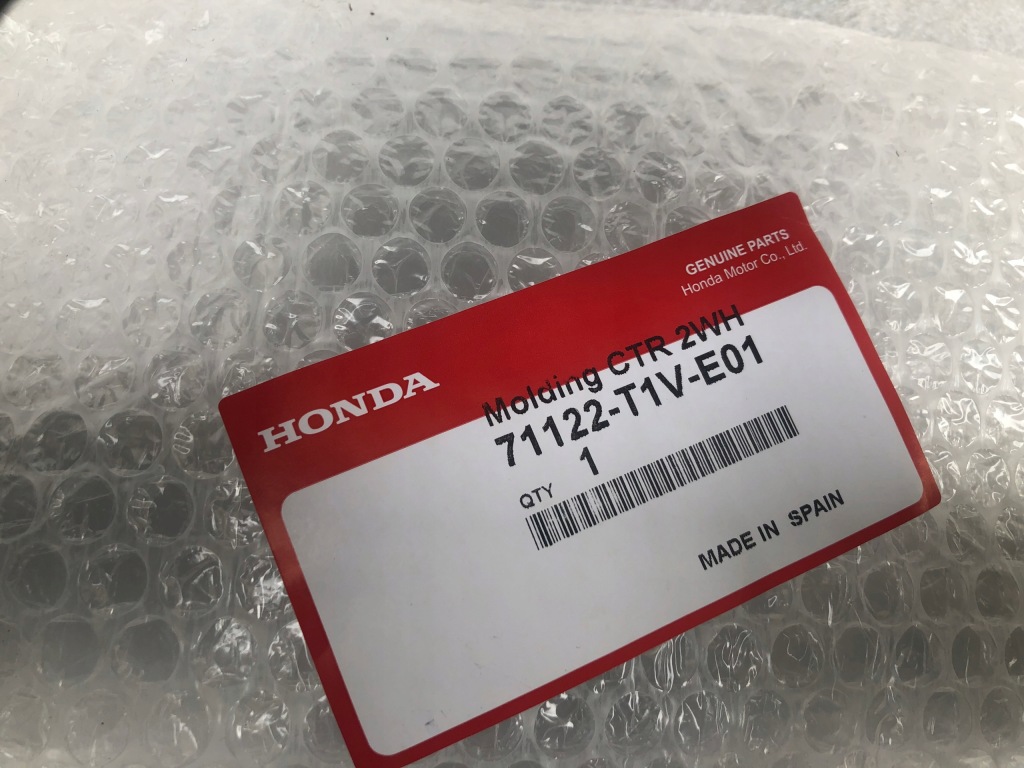 GENUINE PARTS
Honda Motor Co., Ltd.
HONDA
Molding CTR 2WH
71122-T1V-E01
QTY 1
MADE IN SPAIN